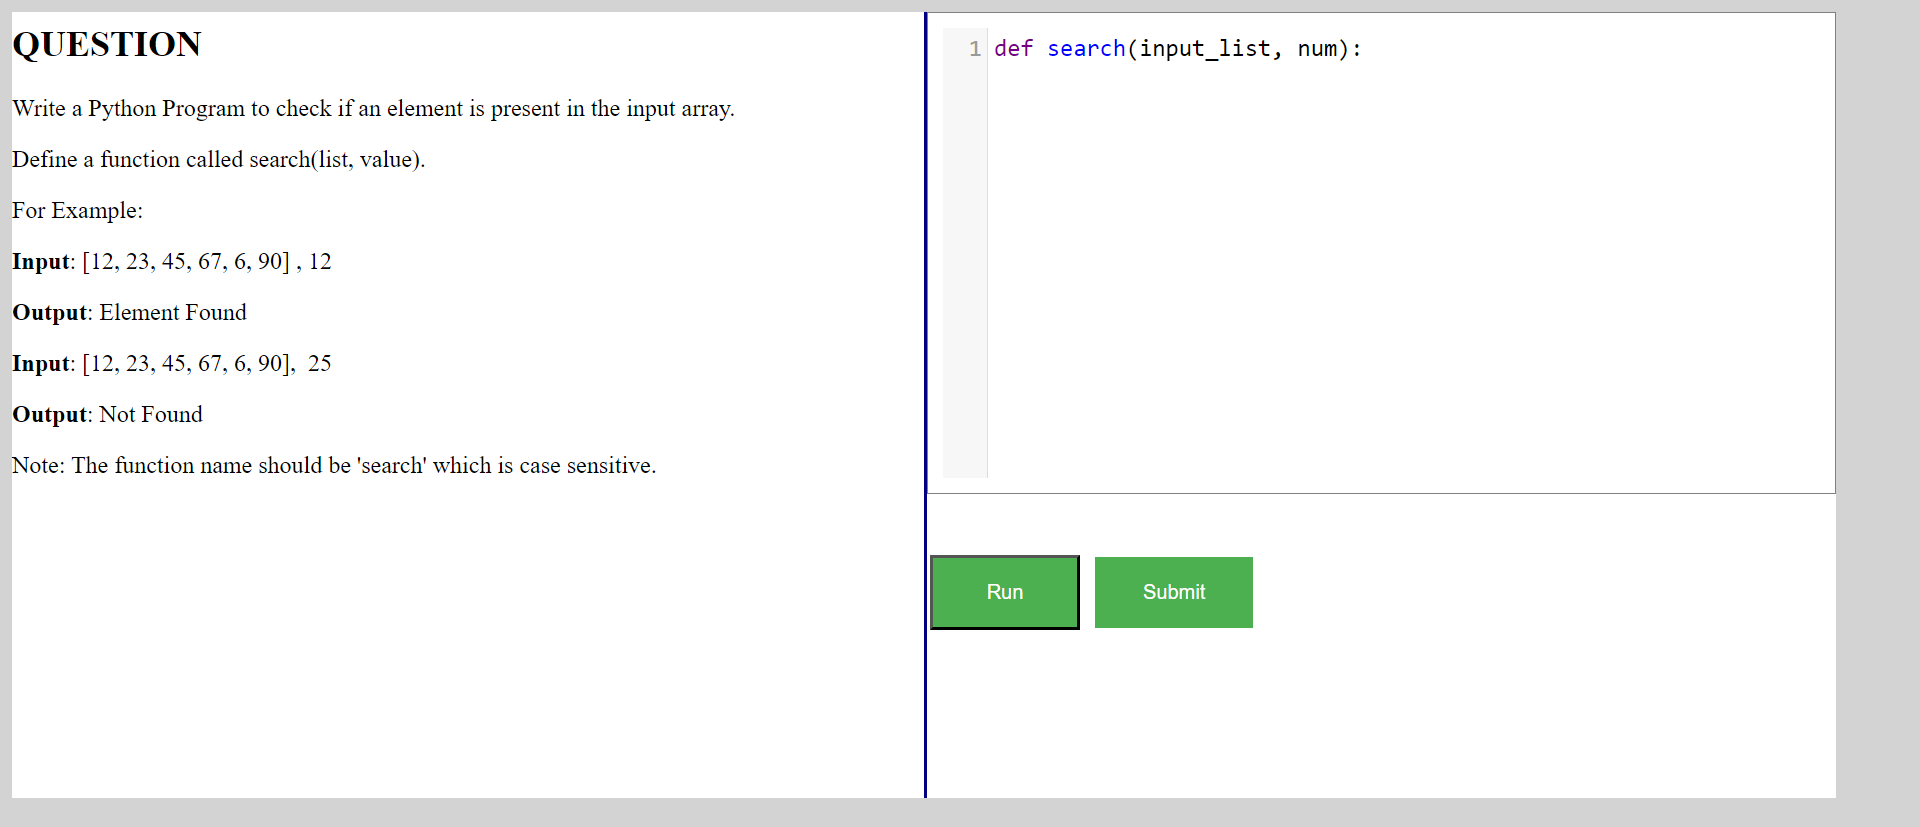 QUESTION
Write a Python Program to check if an element is present in the input array.
Define a function called search(list, value).
For Example:
Input: [12, 23, 45, 67, 6, 90] , 12
Output: Element Found
Input: [12, 23, 45, 67, 6, 90],  25
Output: Not Found
Note: The function name should be 'search' which is case sensitive.
1 def search(input_list, num):
Run
Submit